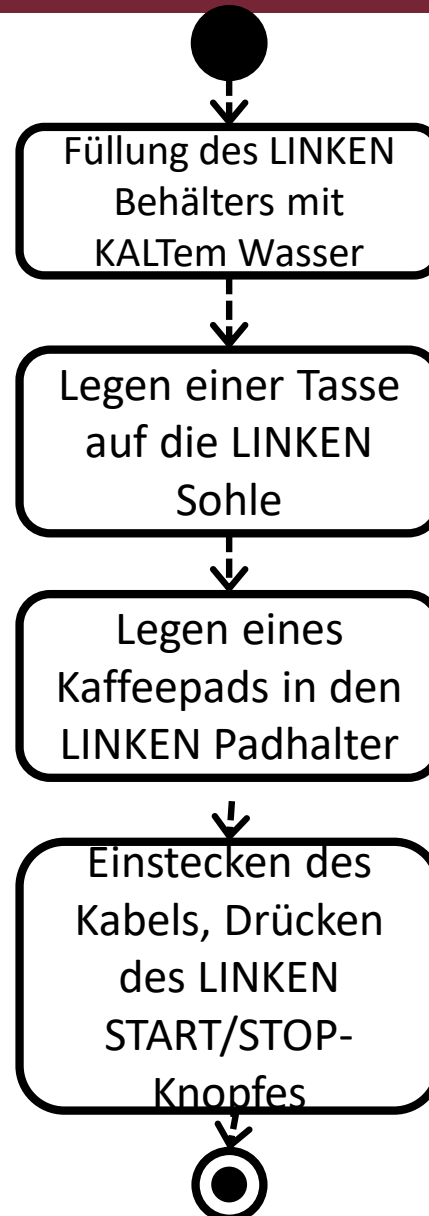 Füllung des LINKEN
Behälters mit
KALTem Wasser
Legen einer Tasse
auf die LINKEN
Sohle
Legen eines
Kaffeepads in den
LINKEN Padhalter
Einstecken des
Kabels, Drücken
des LINKEN
START/STOP-
Knopfes